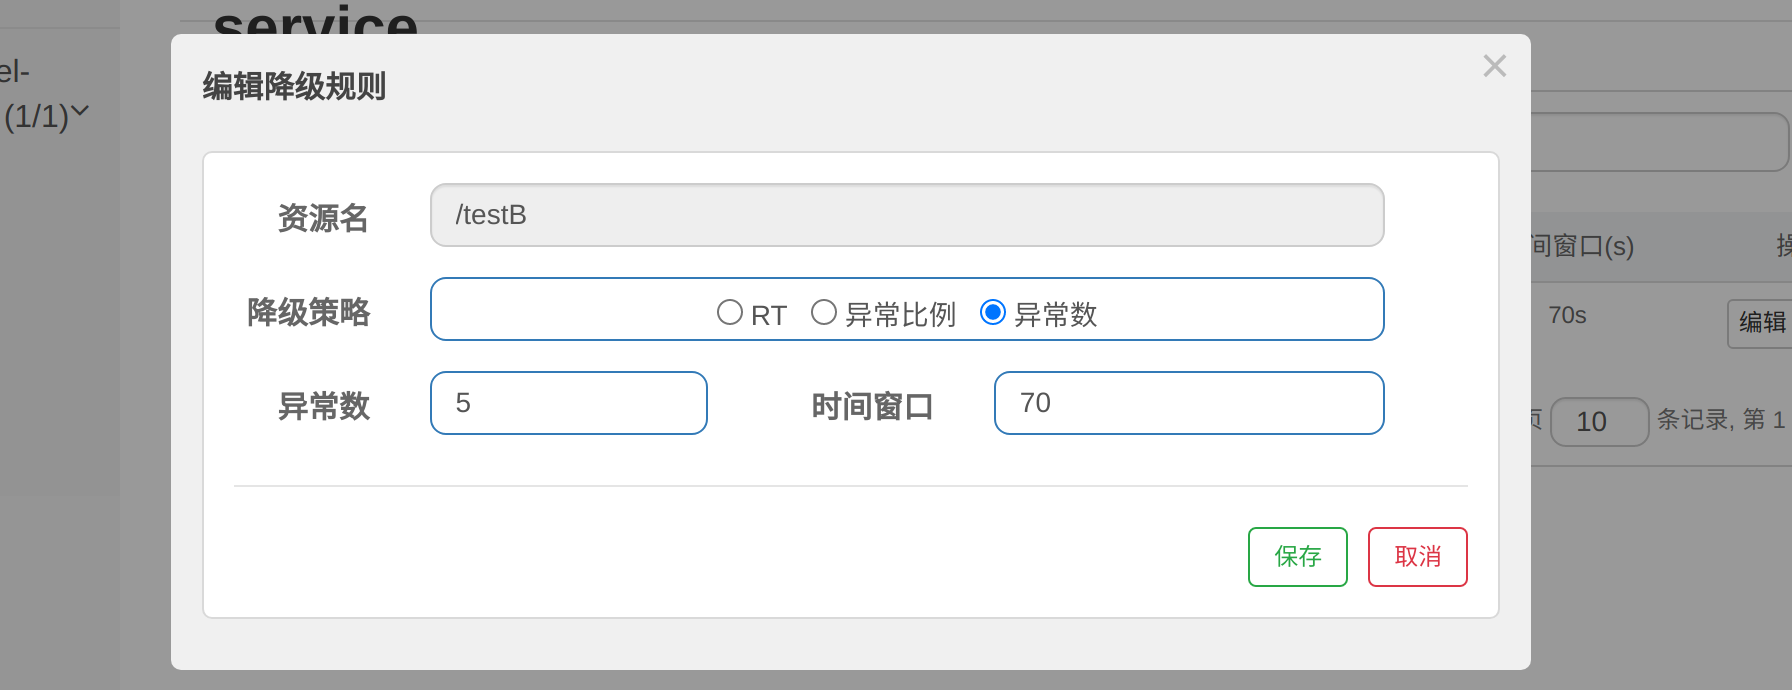 service
el-
(1/1)
编辑降级规则
资源名 /testB
降级策略 RT 异常比例 异常数
异常数 5 时间窗口 70
保存 取消
间窗口(s)
70s 编辑
页 10 条记录, 第 1